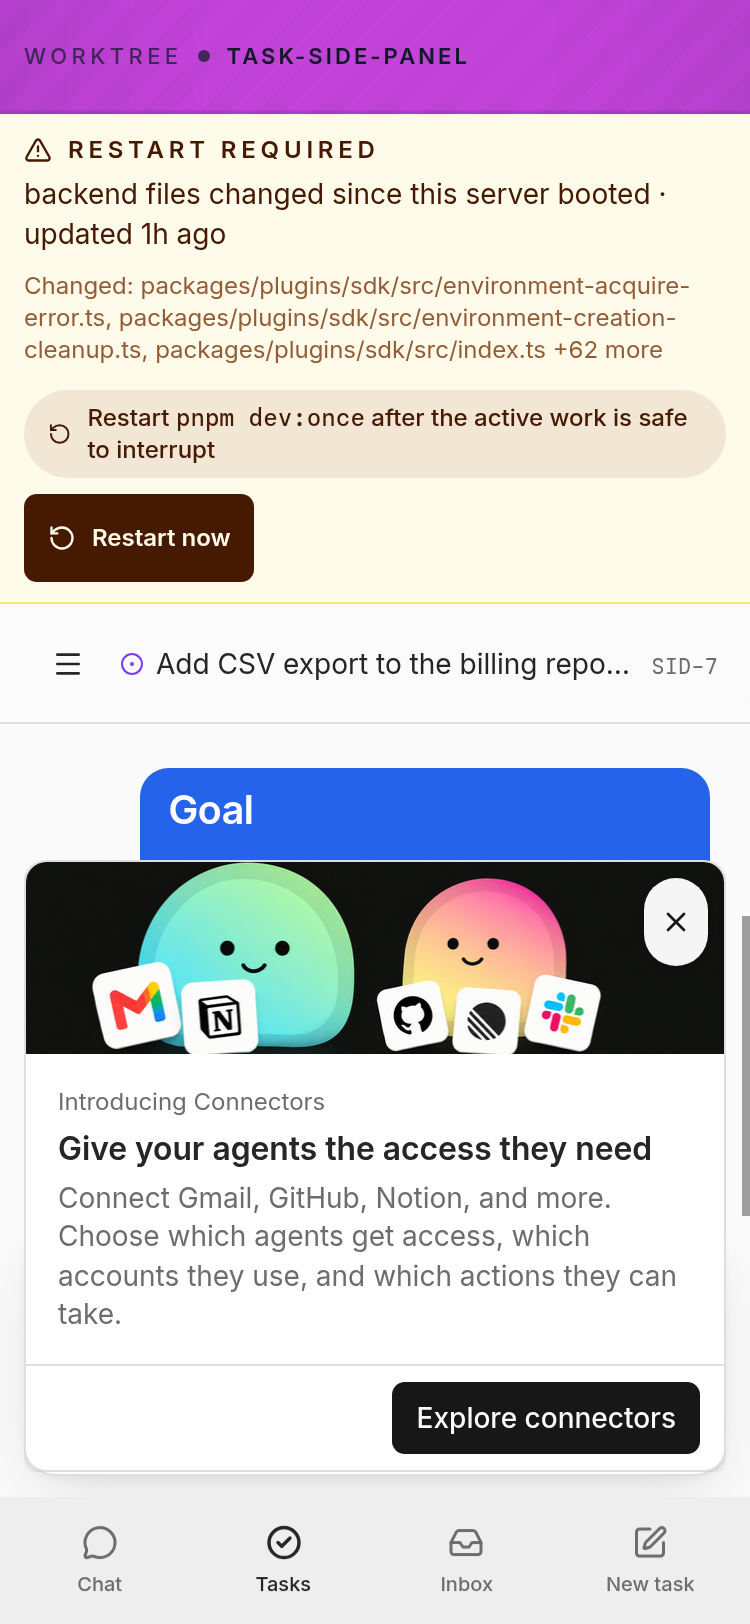 WORKTREE ● TASK-SIDE-PANEL
RESTART REQUIRED
backend files changed since this server booted ·
updated 1h ago
Changed: packages/plugins/sdk/src/environment-acquire-
error.ts, packages/plugins/sdk/src/environment-creation-
cleanup.ts, packages/plugins/sdk/src/index.ts +62 more
Restart pnpm dev:once after the active work is safe
to interrupt
Restart now
Add CSV export to the billing repo... SID-7
Goal
Introducing Connectors
Give your agents the access they need
Connect Gmail, GitHub, Notion, and more.
Choose which agents get access, which
accounts they use, and which actions they can
take.
Explore connectors
Chat Tasks Inbox New task